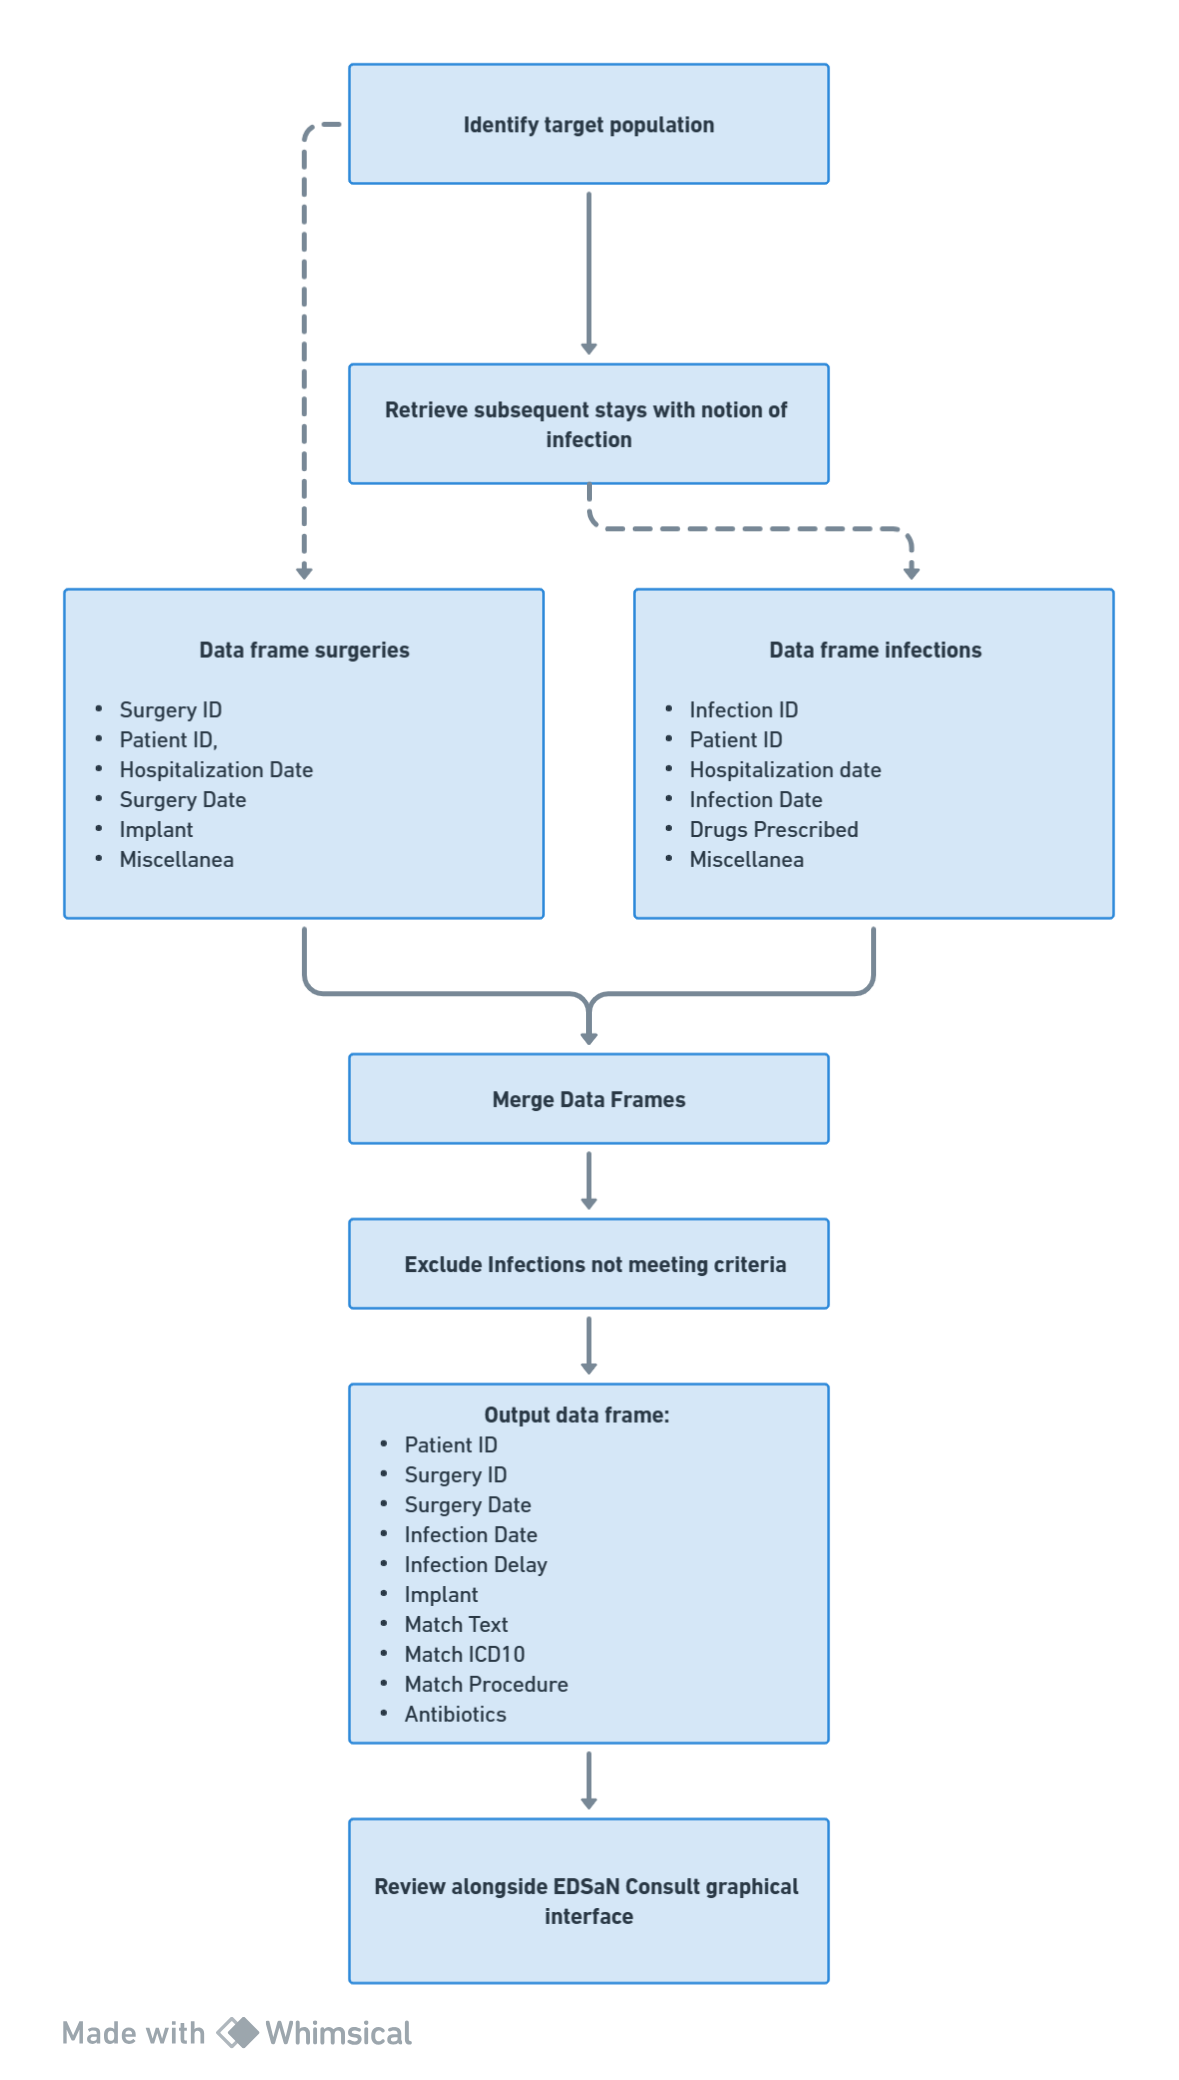 Identify target population
Retrieve subsequent stays with notion of
infection
Data frame surgeries
• Surgery ID
• Patient ID,
• Hospitalization Date
• Surgery Date
• Implant
• Miscellanea
Data frame infections
• Infection ID
• Patient ID
• Hospitalization date
• Infection Date
• Drugs Prescribed
• Miscellanea
Merge Data Frames
Exclude Infections not meeting criteria
Output data frame:
• Patient ID
• Surgery ID
• Surgery Date
• Infection Date
• Infection Delay
• Implant
• Match Text
• Match ICD10
• Match Procedure
• Antibiotics
Review alongside EDSaN Consult graphical
interface
Made with Whimsical